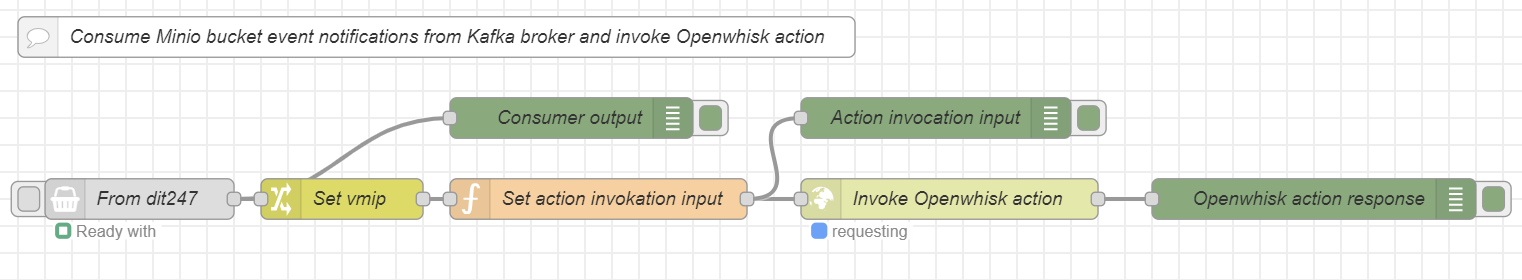 Consume Minio bucket event notifications from Kafka broker and invoke Openwhisk action
Consumer output
Action invocation input
From dit247
Set vmip
Set action invokation input
Invoke Openwhisk action
Openwhisk action response
Ready with
requesting